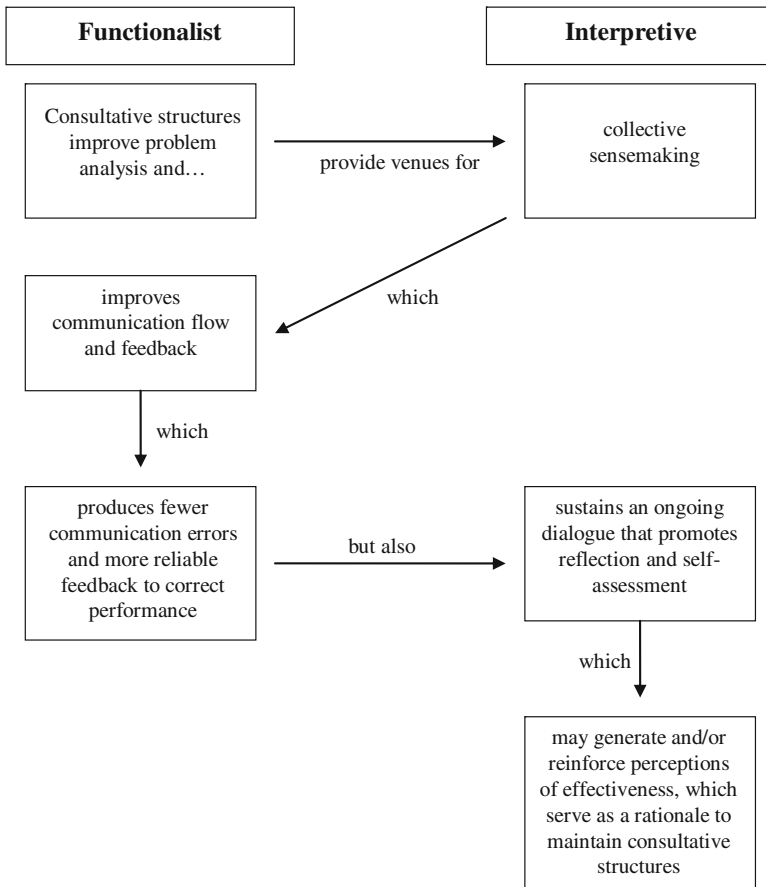 Functionalist
Interpretive
Consultative structures
improve problem
analysis and…
provide venues for
collective
sensemaking
which
improves
communication flow
and feedback
which
produces fewer
communication errors
and more reliable
feedback to correct
performance
but also
sustains an ongoing
dialogue that promotes
reflection and self-
assessment
which
may generate and/or
reinforce perceptions
of effectiveness, which
serve as a rationale to
maintain consultative
structures